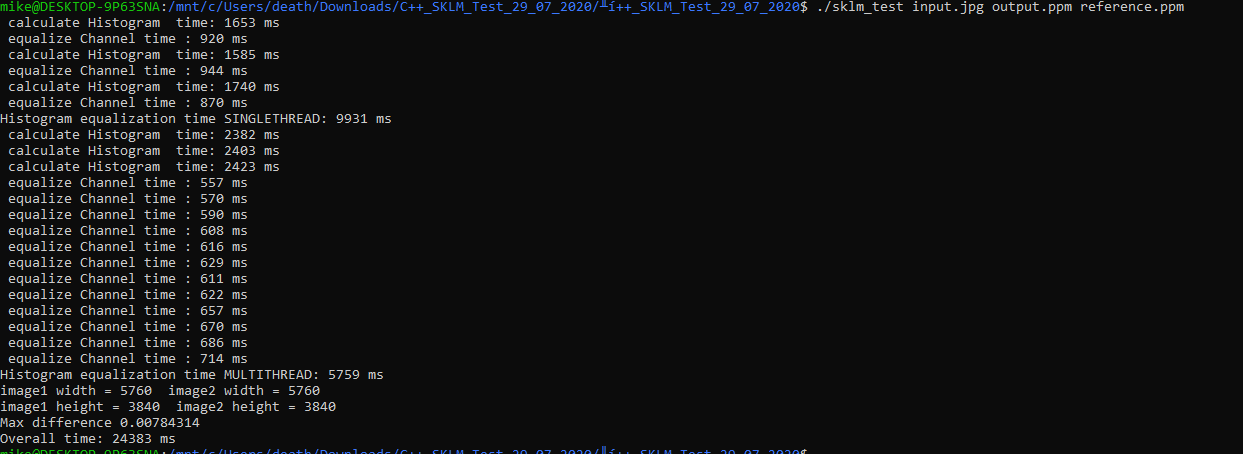 mike@DESKTOP-9P63SNA:/mnt/c/Users/death/Downloads/C++_SKLM_Test_29_07_2020/╨í++_SKLM_Test_29_07_2020$ ./sklm_test input.jpg output.ppm reference.ppm
calculate Histogram  time: 1653 ms
equalize Channel time : 920 ms
calculate Histogram  time: 1585 ms
equalize Channel time : 944 ms
calculate Histogram  time: 1740 ms
equalize Channel time : 870 ms
Histogram equalization time SINGLETHREAD: 9931 ms
calculate Histogram  time: 2382 ms
calculate Histogram  time: 2403 ms
calculate Histogram  time: 2423 ms
equalize Channel time : 557 ms
equalize Channel time : 570 ms
equalize Channel time : 590 ms
equalize Channel time : 608 ms
equalize Channel time : 616 ms
equalize Channel time : 629 ms
equalize Channel time : 611 ms
equalize Channel time : 622 ms
equalize Channel time : 657 ms
equalize Channel time : 670 ms
equalize Channel time : 686 ms
equalize Channel time : 714 ms
Histogram equalization time MULTITHREAD: 5759 ms
image1 width = 5760  image2 width = 5760
image1 height = 3840  image2 height = 3840
Max difference 0.00784314
Overall time: 24383 ms
mike@DESKTOP-9P63SNA:/mnt/c/Users/death/Downloads/C++_SKLM_Test_29_07_2020/╨í++_SKLM_Test_29_07_2020$